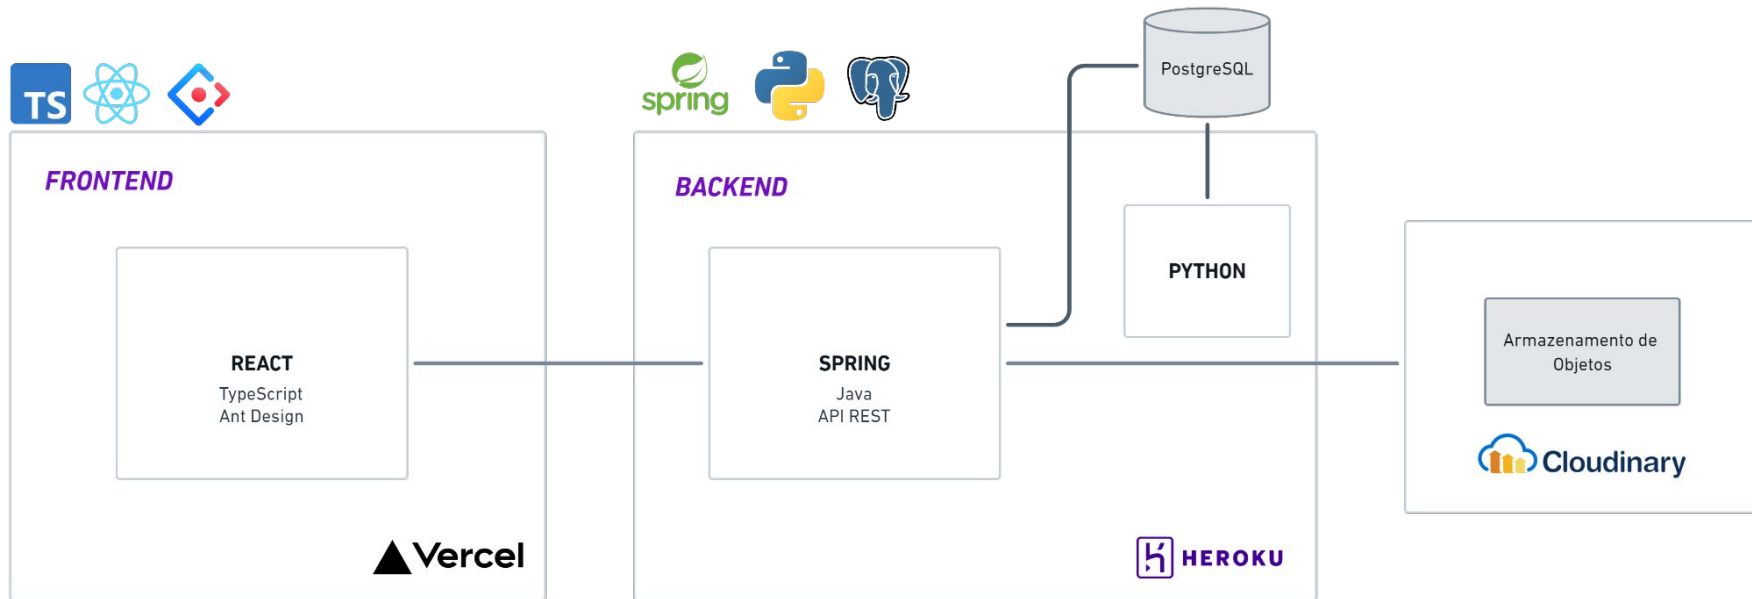 TS
spring
PostgreSQL
FRONTEND
BACKEND
PYTHON
REACT
TypeScript
Ant Design
SPRING
Java
API REST
Armazenamento de
Objetos
Cloudinary
Vercel
HEROKU